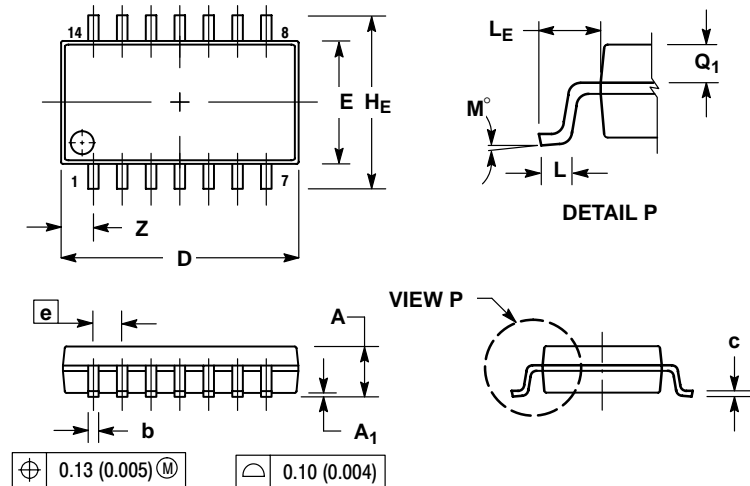 14
8
E
H_E
1
7
Z
D
L_E
Q_1
M°
L
DETAIL P
e
A
b
A_1
VIEW P
c
0.13 (0.005) Ⓜ
0.10 (0.004)